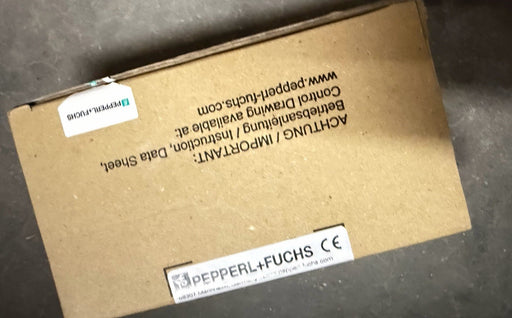 ACHTUNG / IMPORTANT:
Betriebsanleitung / Instruction, Data Sheet,
Control Drawing available at:
www.pepperl-fuchs.com
PEPPERL+FUCHS
PEPPERL+FUCHS CE